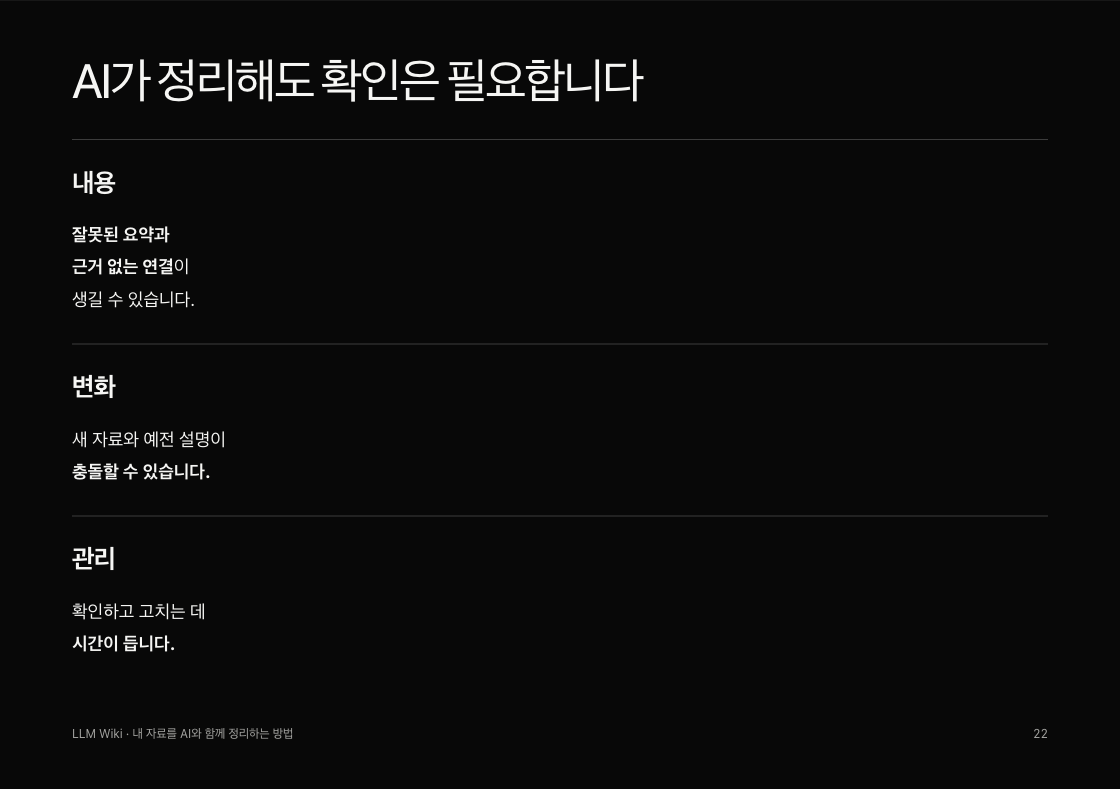 AI가 정리해도 확인은 필요합니다
내용
잘못된 요약과
근거 없는 연결이
생길 수 있습니다.
변화
새 자료와 예전 설명이
충돌할 수 있습니다.
관리
확인하고 고치는 데
시간이 듭니다.
LLM Wiki · 내 자료를 AI와 함께 정리하는 방법
22